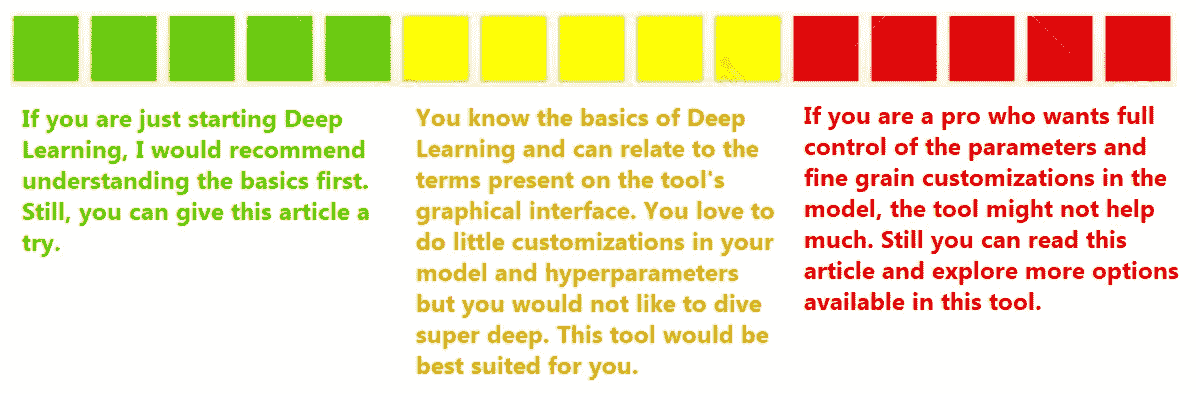 If you are just starting Deep
Learning, I would recommend
understanding the basics first.
Still, you can give this article a
try.
You know the basics of Deep
Learning and can relate to the
terms present on the tool's
graphical interface. You love to
do little customizations in your
model and hyperparameters
but you would not like to dive
super deep. This tool would be
best suited for you.
If you are a pro who wants full
control of the parameters and
fine grain customizations in the
model, the tool might not help
much. Still you can read this
article and explore more options
available in this tool.